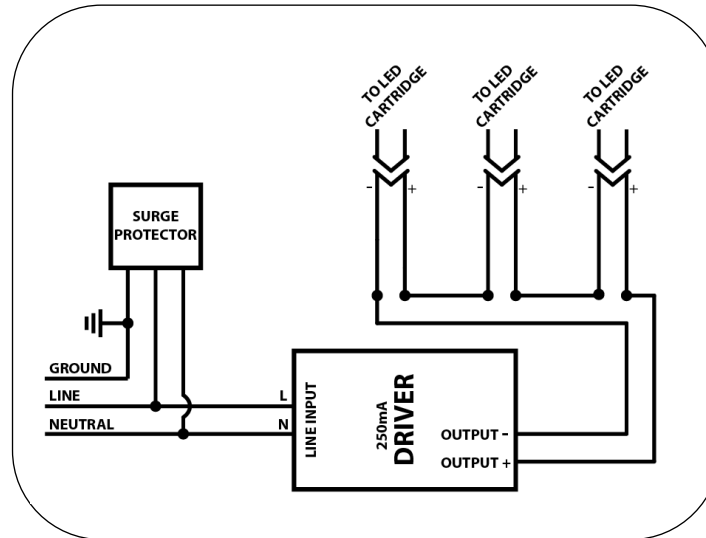 TO LED
CARTRIDGE
TO LED
CARTRIDGE
TO LED
CARTRIDGE
- +
- +
- +
SURGE
PROTECTOR
GROUND
LINE
NEUTRAL
L
N
LINE INPUT
250mA
DRIVER
OUTPUT -
OUTPUT +